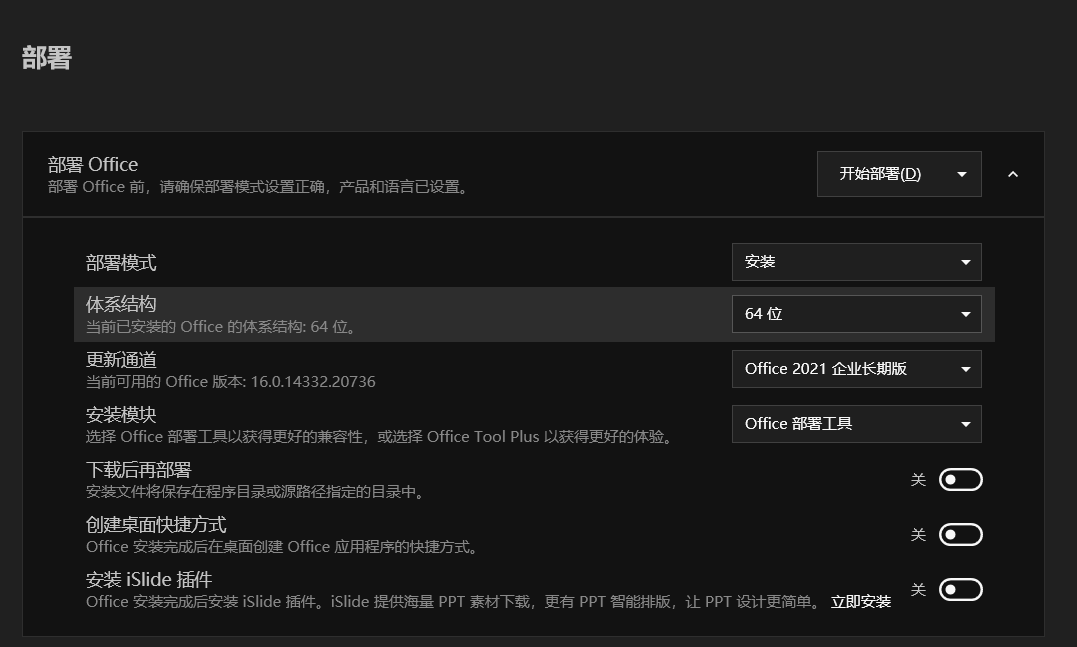 部署
部署 Office
部署 Office 前，请确保部署模式设置正确，产品和语言已设置。
开始部署(D)
部署模式
安装
体系结构
当前已安装的 Office 的体系结构: 64 位。
64 位
更新通道
当前可用的 Office 版本: 16.0.14332.20736
Office 2021 企业长期版
安装模块
选择 Office 部署工具以获得更好的兼容性，或选择 Office Tool Plus 以获得更好的体验。
Office 部署工具
下载后再部署
安装文件将保存在程序目录或源路径指定的目录中。
关
创建桌面快捷方式
Office 安装完成后在桌面创建 Office 应用程序的快捷方式。
关
安装 iSlide 插件
Office 安装完成后安装 iSlide 插件。iSlide 提供海量 PPT 素材下载，更有 PPT 智能排版，让 PPT 设计更简单。 立即安装
关